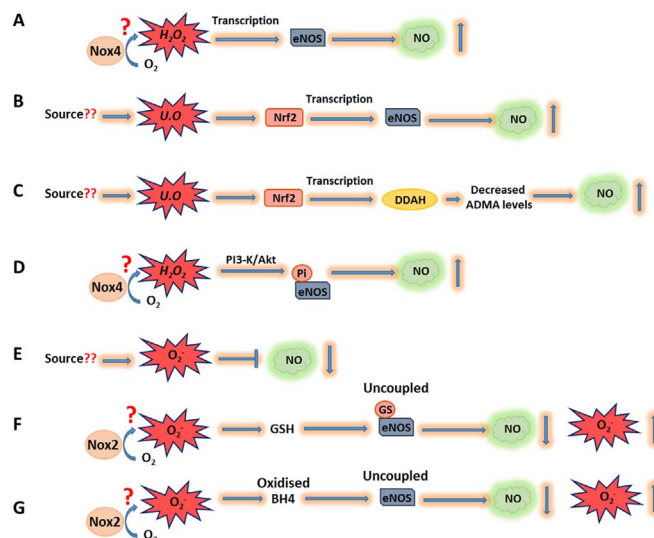 A
?
Nox4
H₂O₂
O₂
Transcription
eNOS
NO
B
Source??
U.O
Nrf2
Transcription
eNOS
NO
C
Source??
U.O
Nrf2
Transcription
DDAH
Decreased
ADMA levels
NO
D
?
Nox4
H₂O₂
O₂
PI3-K/Akt
Pi
eNOS
NO
E
Source??
O₂⁻
NO
F
?
Nox2
O₂⁻
O₂
GSH
Uncoupled
GS
eNOS
NO
O₂⁻
G
?
Nox2
O₂⁻
O₂
Oxidised
BH4
Uncoupled
eNOS
NO
O₂⁻